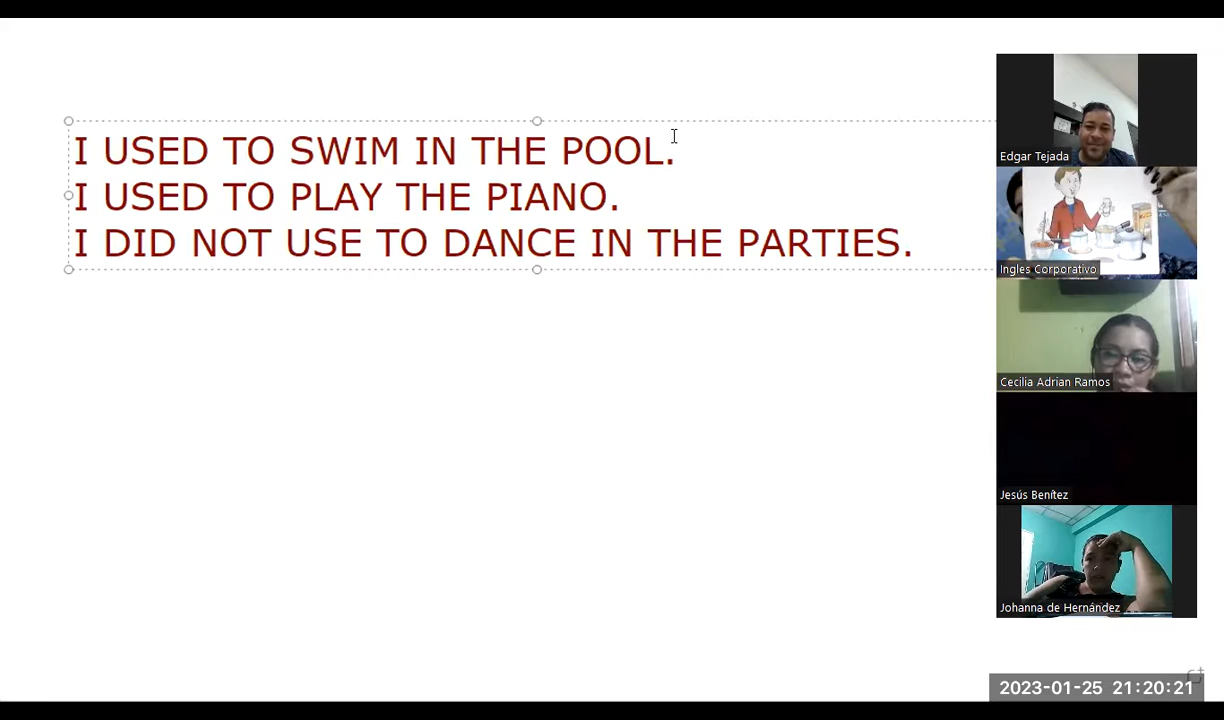 I USED TO SWIM IN THE POOL.
I USED TO PLAY THE PIANO.
I DID NOT USE TO DANCE IN THE PARTIES.
Edgar Tejada
Ingles Corporativo
Cecilia Adrian Ramos
Jesús Benítez
Johanna de Hernández
2023-01-25 21:20:21